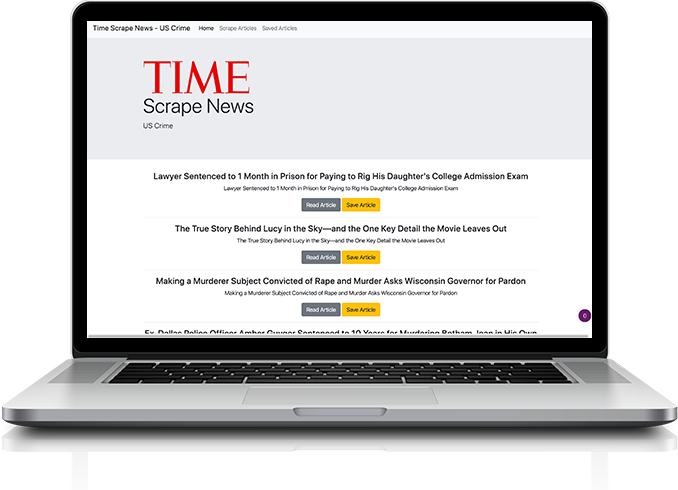 Time Scrape News - US Crime Home Scrape Articles Saved Articles
TIME
Scrape News
US Crime
Lawyer Sentenced to 1 Month in Prison for Paying to Rig His Daughter's College Admission Exam
Lawyer Sentenced to 1 Month in Prison for Paying to Rig His Daughter's College Admission Exam
Read Article Save Article
The True Story Behind Lucy in the Sky—and the One Key Detail the Movie Leaves Out
The True Story Behind Lucy in the Sky—and the One Key Detail the Movie Leaves Out
Read Article Save Article
Making a Murderer Subject Convicted of Rape and Murder Asks Wisconsin Governor for Pardon
Making a Murderer Subject Convicted of Rape and Murder Asks Wisconsin Governor for Pardon
Read Article Save Article
0
Ex-Dallas Police Officer Amber Guyger Sentenced to 10 Years for Murdering Botham Jean in His Own